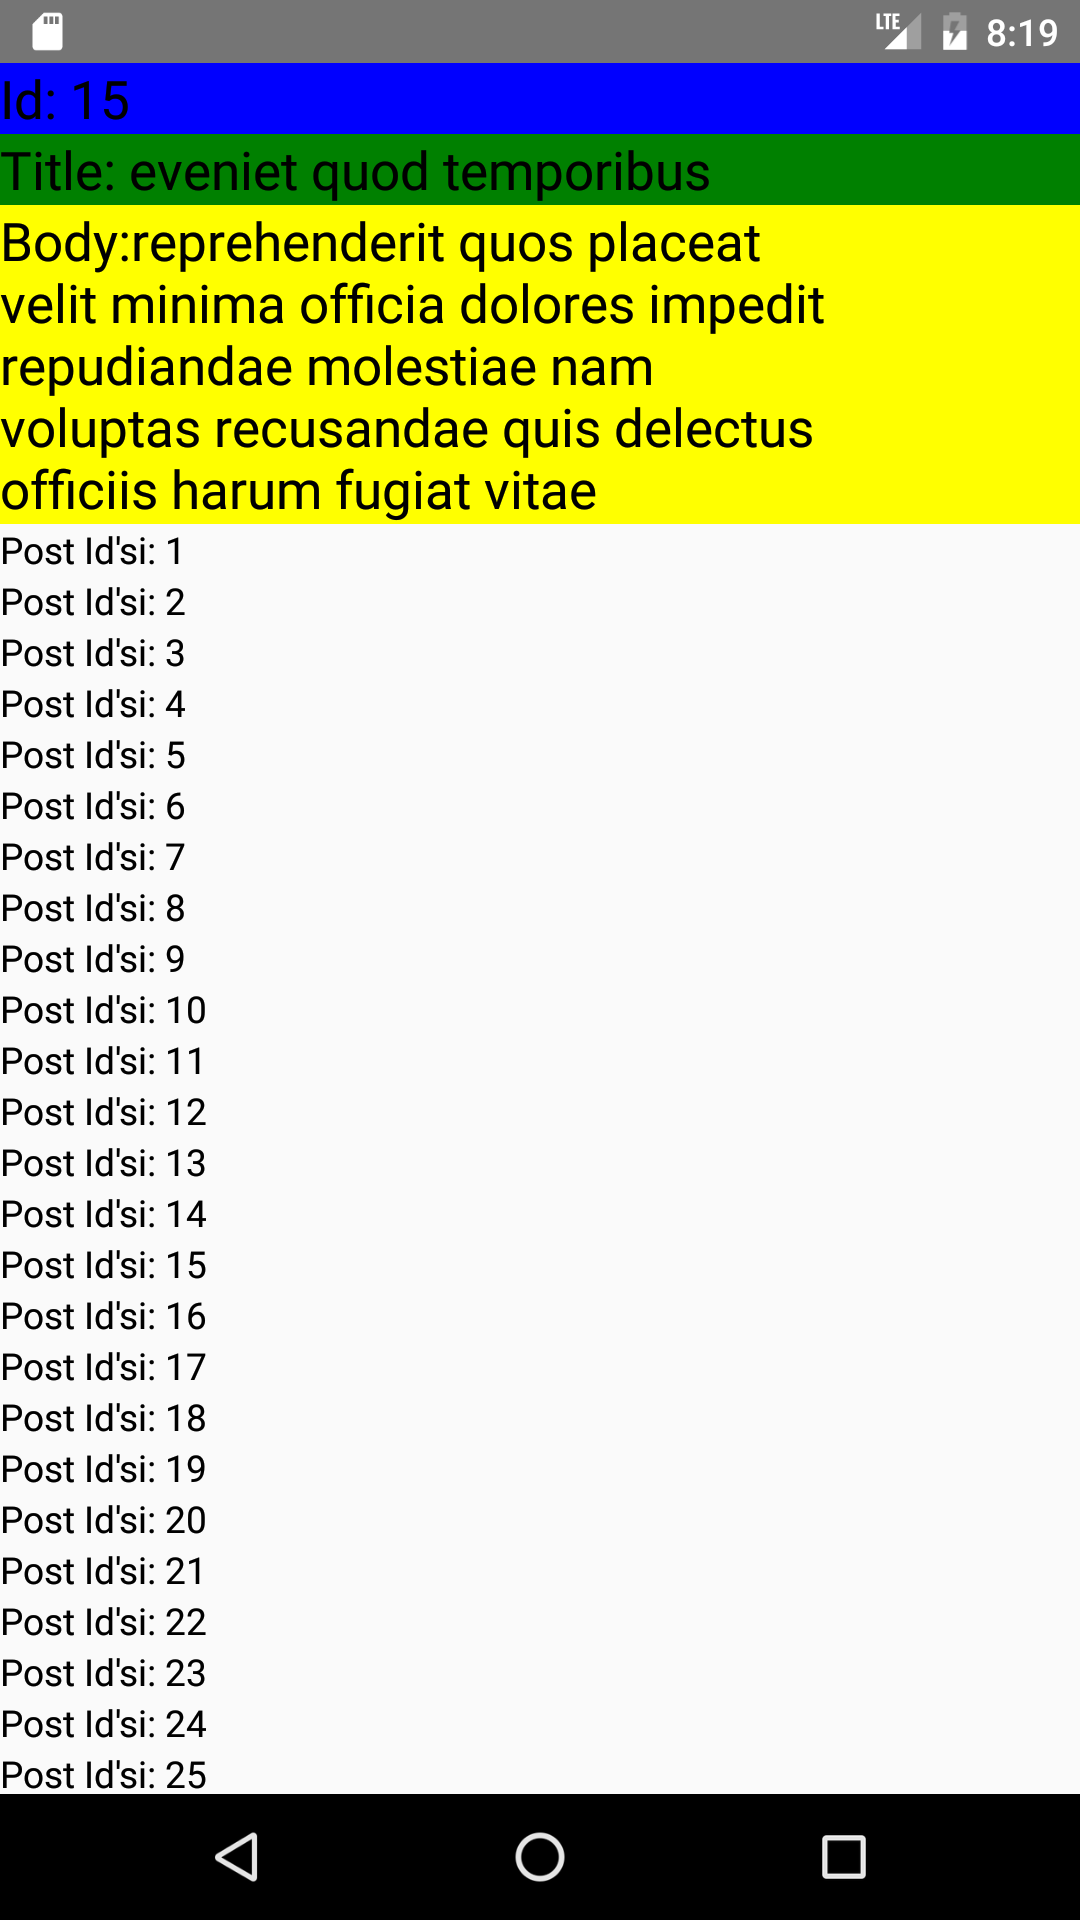 LTE 8:19
Id: 15
Title: eveniet quod temporibus
Body:reprehenderit quos placeat
velit minima officia dolores impedit
repudiandae molestiae nam
voluptas recusandae quis delectus
officiis harum fugiat vitae
Post Id'si: 1
Post Id'si: 2
Post Id'si: 3
Post Id'si: 4
Post Id'si: 5
Post Id'si: 6
Post Id'si: 7
Post Id'si: 8
Post Id'si: 9
Post Id'si: 10
Post Id'si: 11
Post Id'si: 12
Post Id'si: 13
Post Id'si: 14
Post Id'si: 15
Post Id'si: 16
Post Id'si: 17
Post Id'si: 18
Post Id'si: 19
Post Id'si: 20
Post Id'si: 21
Post Id'si: 22
Post Id'si: 23
Post Id'si: 24
Post Id'si: 25